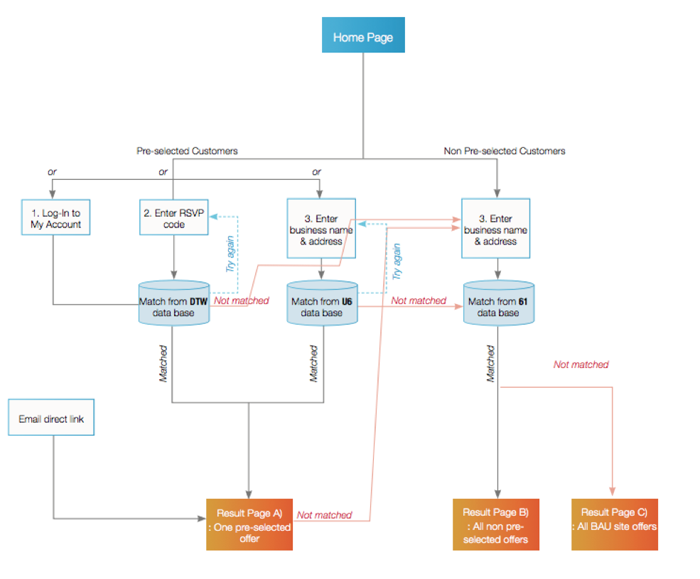 Home Page
Pre-selected Customers
Non Pre-selected Customers
or
or
or
1. Log-In to
My Account
2. Enter RSVP
code
3. Enter
business name
& address
3. Enter
business name
& address
Try again
Try again
Match from DTW
data base
Not matched
Match from U6
data base
Not matched
Match from 61
data base
Matched
Matched
Matched
Not matched
Email direct link
Result Page A)
: One pre-selected
offer
Not matched
Result Page B)
: All non pre-
selected offers
Result Page C)
: All BAU site offers